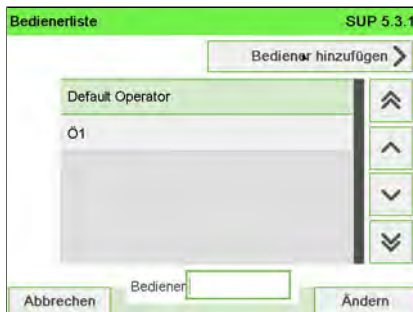 Bedienerliste SUP 5.3.1
Bediener hinzufügen
Default Operator
Ö1
Bediener
Abbrechen Ändern